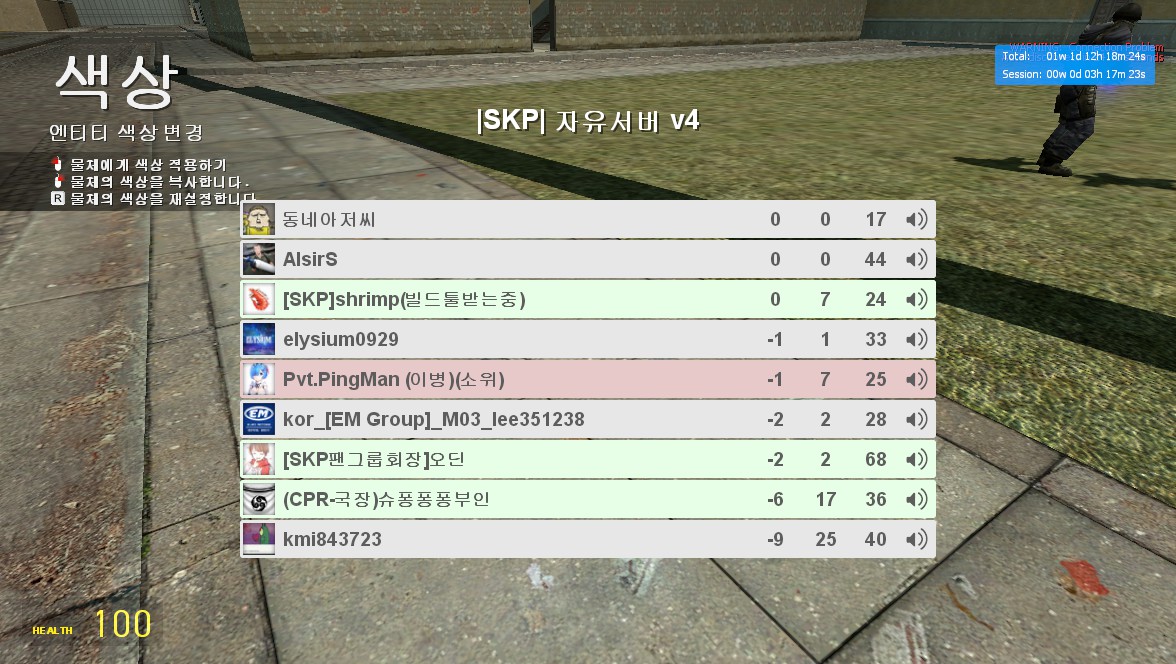 색상
엔티티 색상변경
물체에게 색상 적용하기
물체의 색상을 복사합니다.
R 물체의 색상을 재설정합니다
WARNING: Connection Problem
Total: 01w 1d 12h 18m 24s
Session: 00w 0d 03h 17m 23s
|SKP| 자유서버 v4
동네아저씨 0 0 17
AlsirS 0 0 44
[SKP]shrimp(빌드툴받는중) 0 7 24
ELYSIUM elysium0929 -1 1 33
Pvt.PingMan (이병)(소위) -1 7 25
EM kor_[EM Group]_M03_lee351238 -2 2 28
[SKP팬그룹회장]오딘 -2 2 68
(CPR-국장)슈퐁퐁퐁부인 -6 17 36
kmi843723 -9 25 40
HEALTH 100